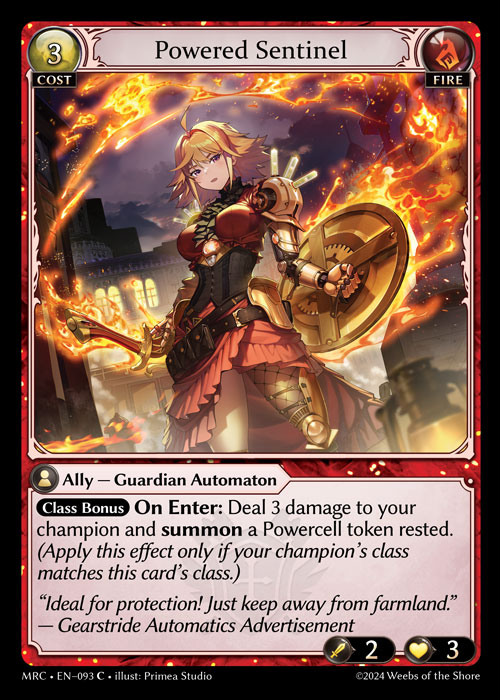 3
Powered Sentinel
COST
FIRE
Ally — Guardian Automaton
Class Bonus On Enter: Deal 3 damage to your
champion and summon a Powercell token rested.
(Apply this effect only if your champion's class
matches this card's class.)
“Ideal for protection! Just keep away from farmland.”
— Gearstride Automatics Advertisement
2
3
MRC • EN–093 C • illust: Primea Studio
©2024 Weebs of the Shore